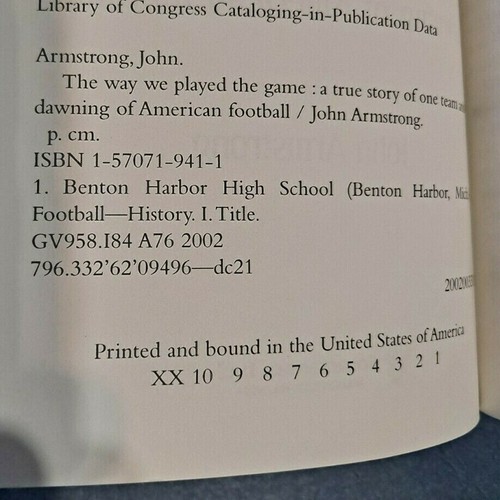 Library of Congress Cataloging-in-Publication Data
Armstrong, John.
The way we played the game : a true story of one team
dawning of American football / John Armstrong.
p. cm.
ISBN 1-57071-941-1
1. Benton Harbor High School (Benton Harbor, Mic
Football—History. I. Title.
GV958.I84 A76 2002
796.332'62'09496—dc21
Printed and bound in the United States of America
XX 10 9 8 7 6 5 4 3 2 1